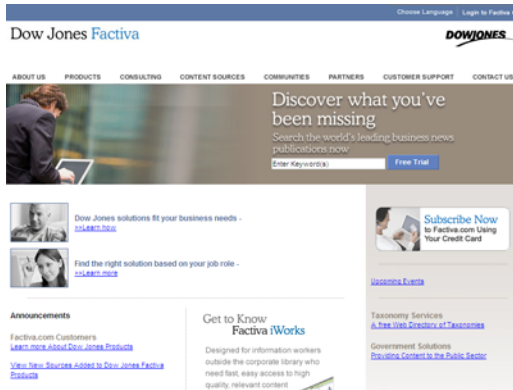 Choose Language Login to Factiva
Dow Jones Factiva
DOWJONES
ABOUT US PRODUCTS CONSULTING CONTENT SOURCES COMMUNITIES PARTNERS CUSTOMER SUPPORT CONTACT US
Discover what you've
been missing
Search the world's leading business news
publications now
Enter Keyword(s) Free Trial
Dow Jones solutions fit your business needs -
>>Learn how
Find the right solution based on your job role -
>>Learn more
Subscribe Now
to Factiva.com Using
Your Credit Card
Upcoming Events
Announcements
Factiva.com Customers
Learn more About Dow Jones Products
View New Sources Added to Dow Jones Factiva
Products
Get to Know
Factiva iWorks
Designed for information workers
outside the corporate library who
need fast, easy access to high
quality, relevant content
Taxonomy Services
A free Web Directory of Taxonomies
Government Solutions
Providing Content to the Public Sector